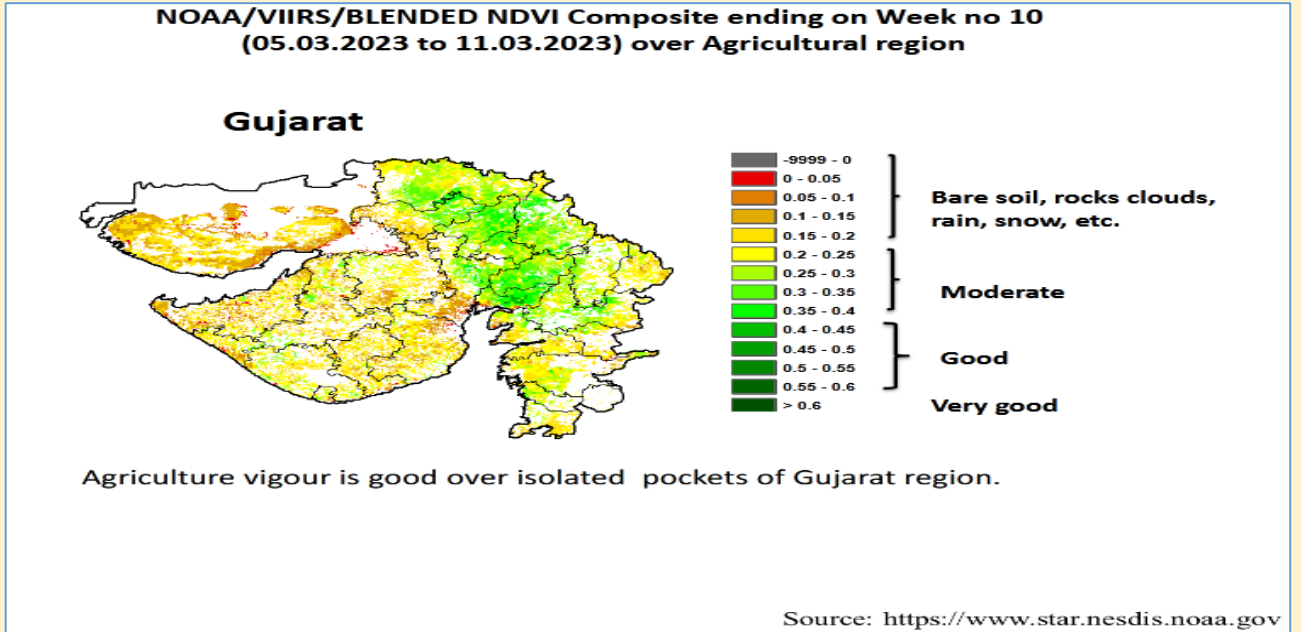 NOAA/VIIRS/BLENDED NDVI Composite ending on Week no 10
(05.03.2023 to 11.03.2023) over Agricultural region
Gujarat
-9999 - 0
0 - 0.05
0.05 - 0.1
0.1 - 0.15
0.15 - 0.2
0.2 - 0.25
0.25 - 0.3
0.3 - 0.35
0.35 - 0.4
0.4 - 0.45
0.45 - 0.5
0.5 - 0.55
0.55 - 0.6
> 0.6
Bare soil, rocks clouds,
rain, snow, etc.
Moderate
Good
Very good
Agriculture vigour is good over isolated pockets of Gujarat region.
Source: https://www.star.nesdis.noaa.gov